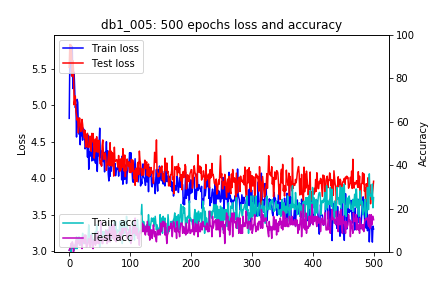 db1_005: 500 epochs loss and accuracy
Train loss
Test loss
Train acc
Test acc
Loss
Accuracy
5.5
5.0
4.5
4.0
3.5
3.0
100
80
60
40
20
0
0
100
200
300
400
500